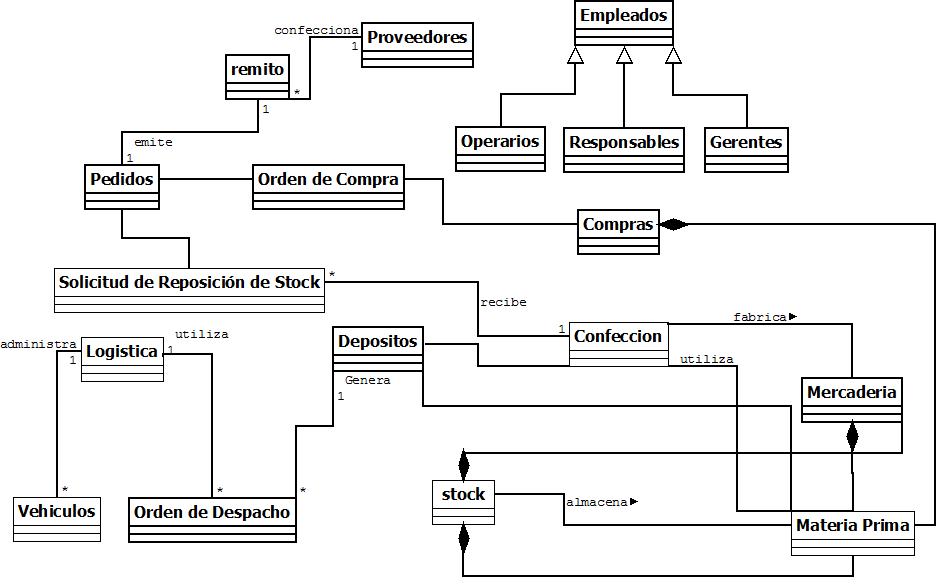 Empleados
confecciona
1
Proveedores
remito
*
1
Operarios
Responsables
Gerentes
emite
1
Pedidos
Orden de Compra
Compras
Solicitud de Reposición de Stock
*
recibe
1
Confeccion
fabrica
utiliza
administra
1
Logistica
1
utiliza
Depositos
Genera
1
Mercaderia
*
*
*
Vehiculos
Orden de Despacho
stock
almacena
Materia Prima